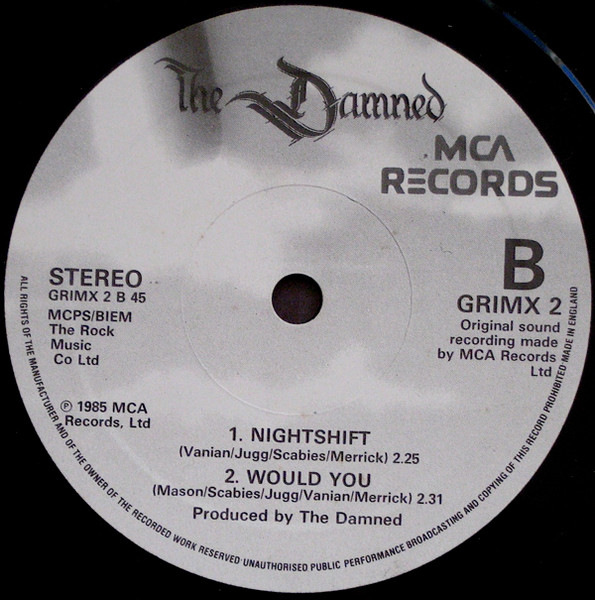 The Damned
MCA
RECORDS
STEREO
GRIMX 2 B 45
MCPS/BIEM
The Rock
Music
Co Ltd
B
GRIMX 2
Original sound
recording made
by MCA Records
Ltd
℗ 1985 MCA
Records, Ltd
1. NIGHTSHIFT
(Vanian/Jugg/Scabies/Merrick) 2.25
2. WOULD YOU
(Mason/Scabies/Jugg/Vanian/Merrick) 2.31
Produced by The Damned
ALL RIGHTS OF THE MANUFACTURER AND OF THE OWNER OF THE RECORDED WORK RESERVED·UNAUTHORISED PUBLIC PERFORMANCE BROADCASTING AND COPYING OF THIS RECORD PROHIBITED·MADE IN ENGLAND